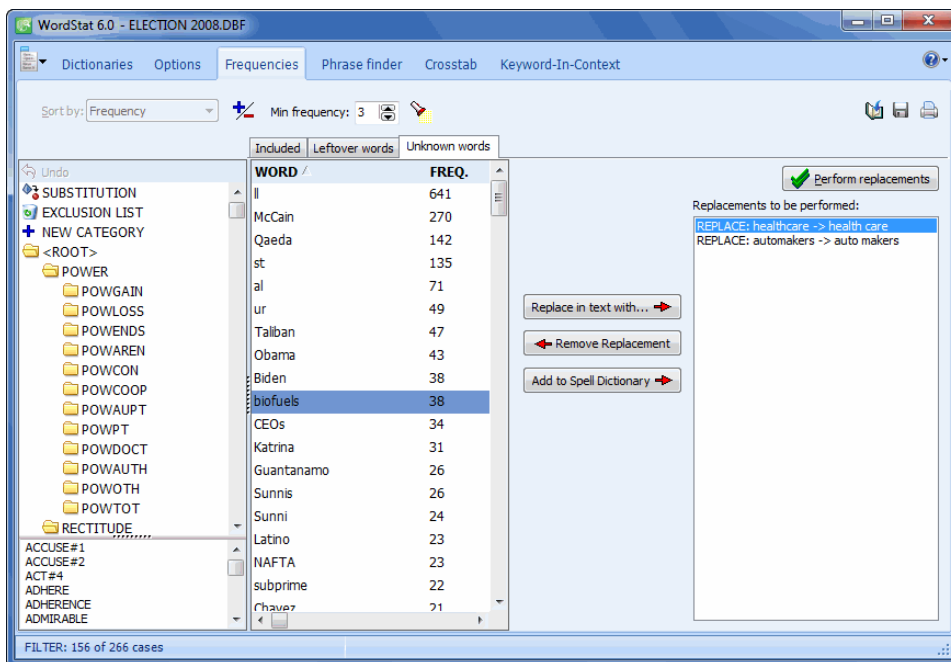 WordStat 6.0 - ELECTION 2008.DBF
Dictionaries Options Frequencies Phrase finder Crosstab Keyword-In-Context
Sort by: Frequency Min frequency: 3
Included Leftover words Unknown words
Undo
SUBSTITUTION
EXCLUSION LIST
NEW CATEGORY
<ROOT>
POWER
POWGAIN
POWLOSS
POWENDS
POWAREN
POWCON
POWCOOP
POWAUPT
POWPT
POWDOCT
POWAUTH
POWOTH
POWTOT
RECTITUDE
ACCUSE#1
ACCUSE#2
ACT#4
ADHERE
ADHERENCE
ADMIRABLE
WORD FREQ.
ll 641
McCain 270
Qaeda 142
st 135
al 71
ur 49
Taliban 47
Obama 43
Biden 38
biofuels 38
CEOs 34
Katrina 31
Guantanamo 26
Sunnis 26
Sunni 24
Latino 23
NAFTA 23
subprime 22
Chavez 21
Replace in text with...
Remove Replacement
Add to Spell Dictionary
Perform replacements
Replacements to be performed:
REPLACE: healthcare -> health care
REPLACE: automakers -> auto makers
FILTER: 156 of 266 cases